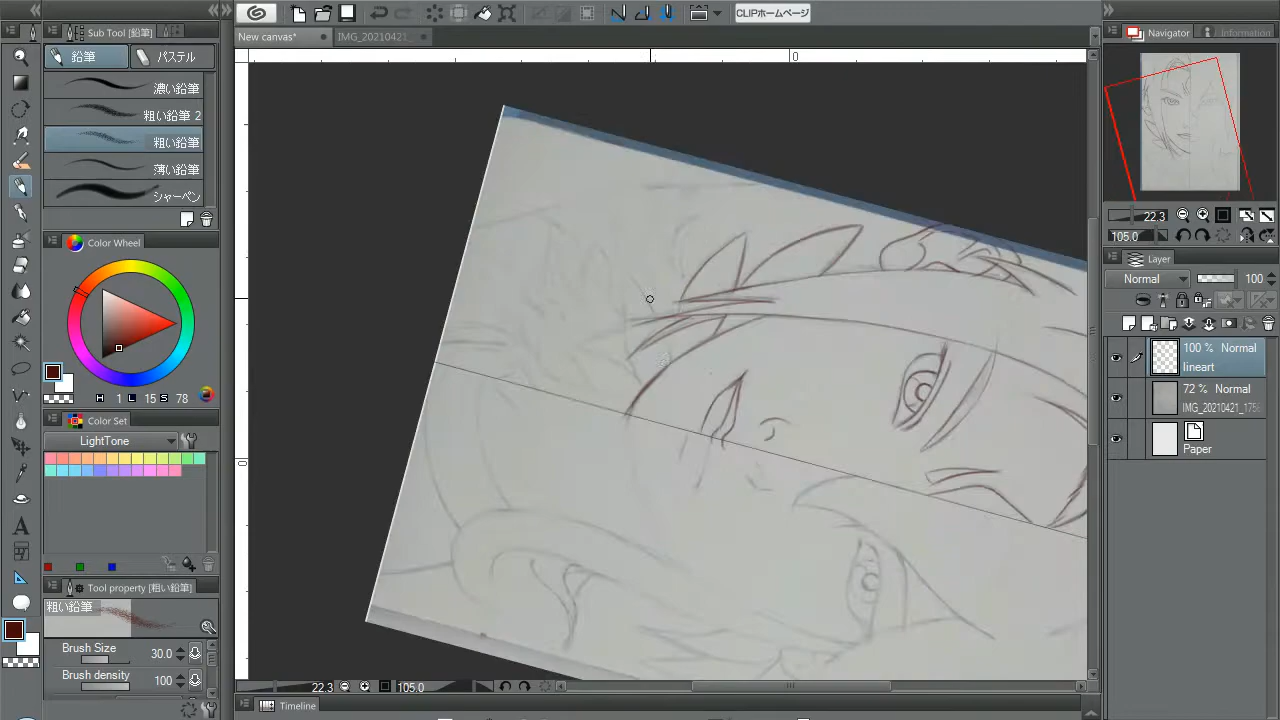 CLIPホームページ
New canvas*
IMG_20210421
Sub Tool [鉛筆]
鉛筆
パステル
濃い鉛筆
粗い鉛筆 2
粗い鉛筆
薄い鉛筆
シャーペン
Color Wheel
H 1 L 15 S 78
Color Set
LightTone
Tool property [粗い鉛筆]
粗い鉛筆
Brush Size 30.0
Brush density 100
0
0
22.3
105.0
Timeline
Navigator
Information
22.3
105.0
Layer
Normal
100
100 % Normal
lineart
72 % Normal
IMG_20210421_175
Paper